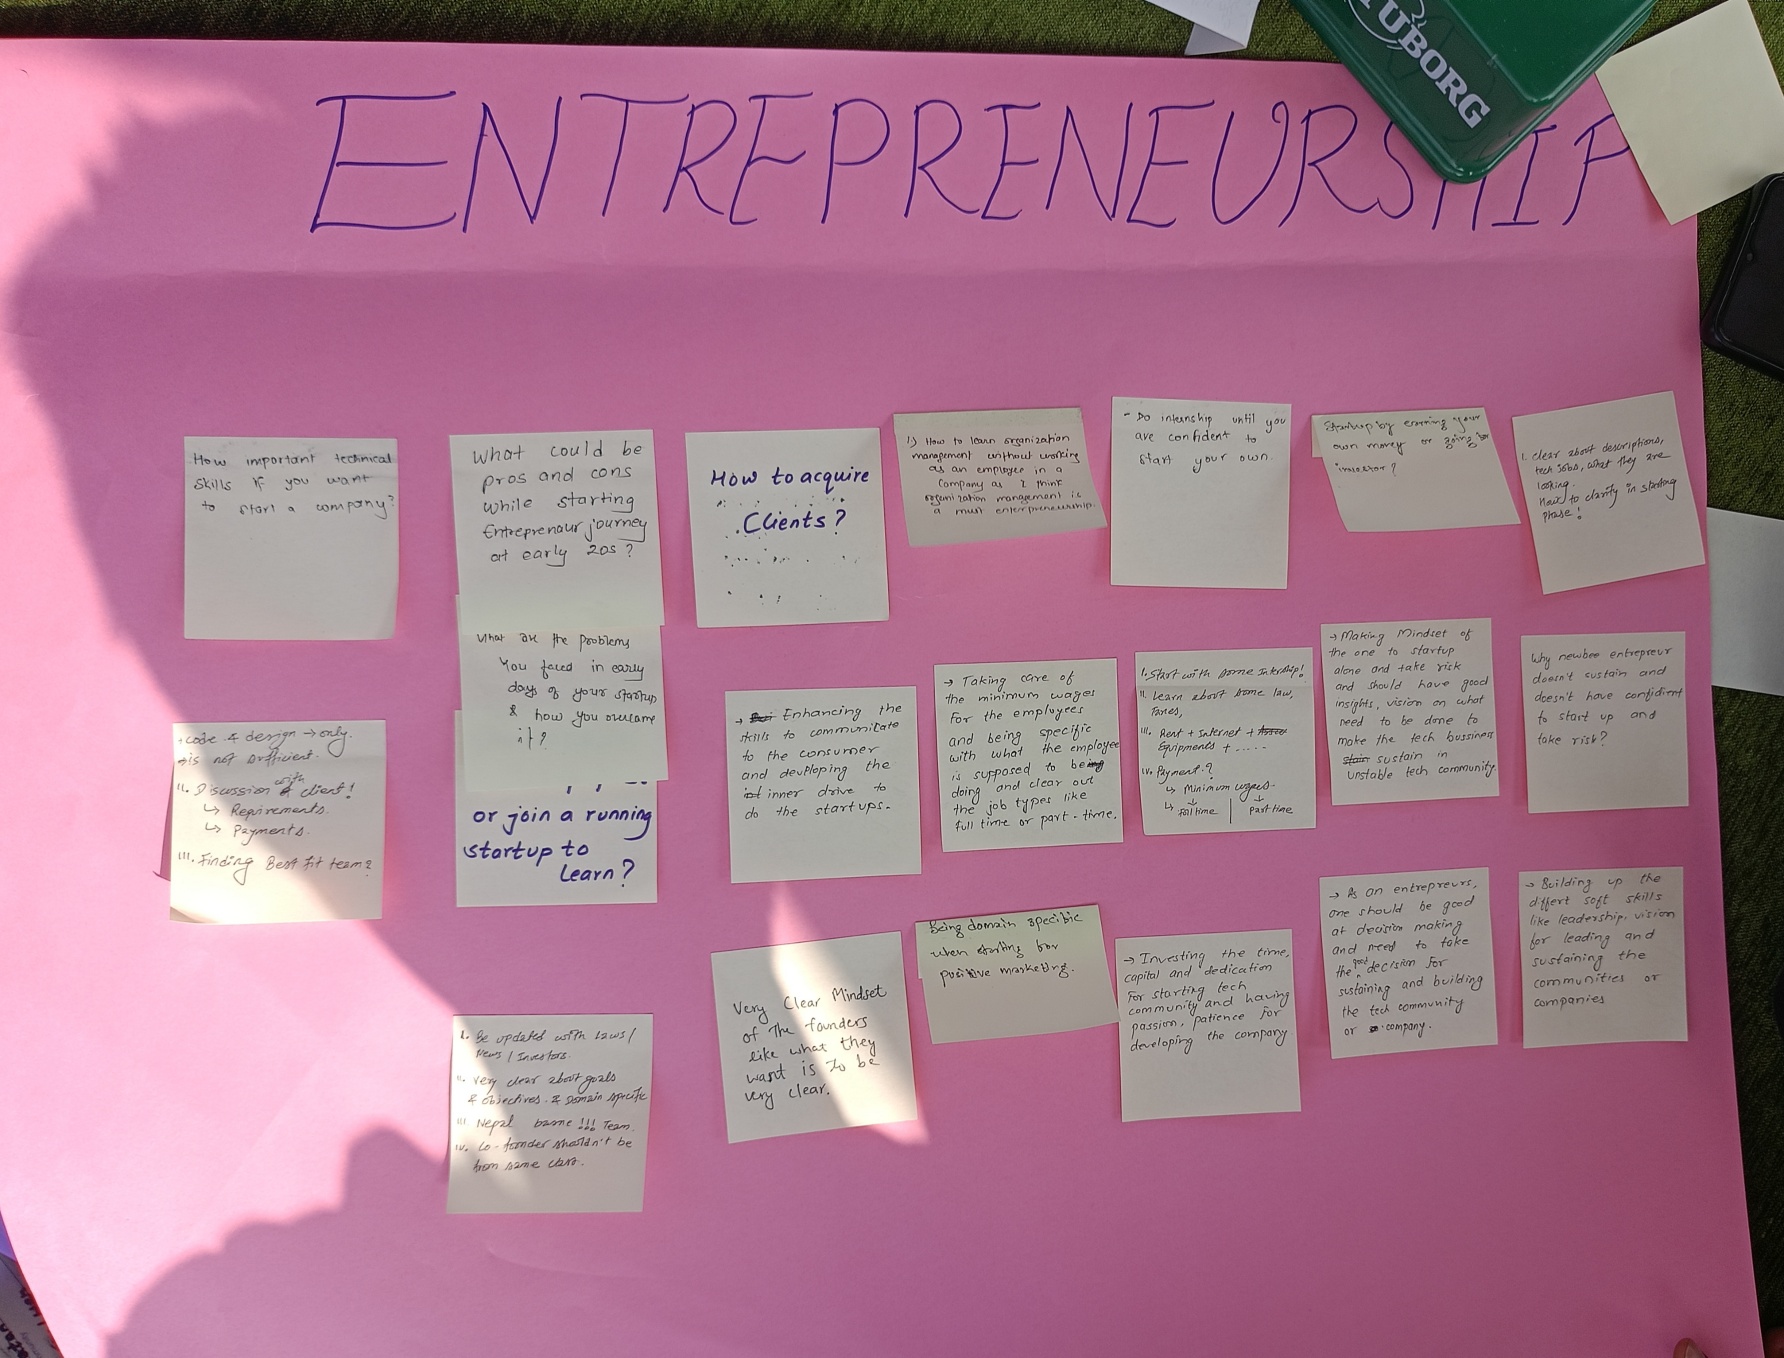 TUBORG
ENTREPRENEURSHIP
How important technical
skills if you want
to start a company?
What could be
pros and cons
while starting
Entreprenaur journey
at early 20s?
How to acquire
Clients?
1) How to learn organization
management without working
as an employee in a
Company as I think
organization management is
a must enterpreneurship.
- Do internship until you
are confident to
start your own.
Startup by earning your
own money or going for
investor?
1. clear about descriptions,
tech jobs, what they are
looking.
How to clarify in starting
phase!
What are the problems
You faced in early
days of your startup
& how you overcame
it?
or join a running
startup to
Learn?
code & design → only
→ is not sufficient.
II. Discussion with client!
↳ Requirements.
↳ Payments.
III. Finding Best fit team?
→ Enhancing the
skills to communicate
to the consumer
and devlleping the
inner drive to
do the startups.
→ Taking care of
the minimum wages
For the employees
and being specific
with what the employee
is supposed to being
doing and clear out
the job types like
full time or part-time.
I. Start with some Intership!
II. Learn about some law,
Taxes,
III. Rent + Internet +
Equipments + .....
IV. Payment?
↳ Minimum wages.
↳ Full time | Part time
→ Making Mindset of
the one to startup
alone and take risk
and should have good
insights, vision on what
need to be done to
make the tech bussiness
sustain in
unstable tech community.
Why newbee entrepreur
doesn't sustain and
doesn't have confident
to start up and
take risk?
I. Be updated with Laws/
News/ Investors.
II. Very clear about goals
& objectives. & Domain specific
III. Nepal !!! Team.
IV. Co-founder shouldn't be
from same class.
Very Clear Mindset
of The founders
like what they
want is to be
very clear.
Being domain specific
when starting for
positive marketing.
→ Investing the time,
capital and dedication
For starting tech
community and having
passion, patience for
developing the company
→ As an entrepreurs,
one should be good
at decision making
and need to take
the good decision for
sustaining and building
the tech community
or company.
→ Building up the
differt soft skills
like leadership, vision
for leading and
sustaining the
communities or
companies